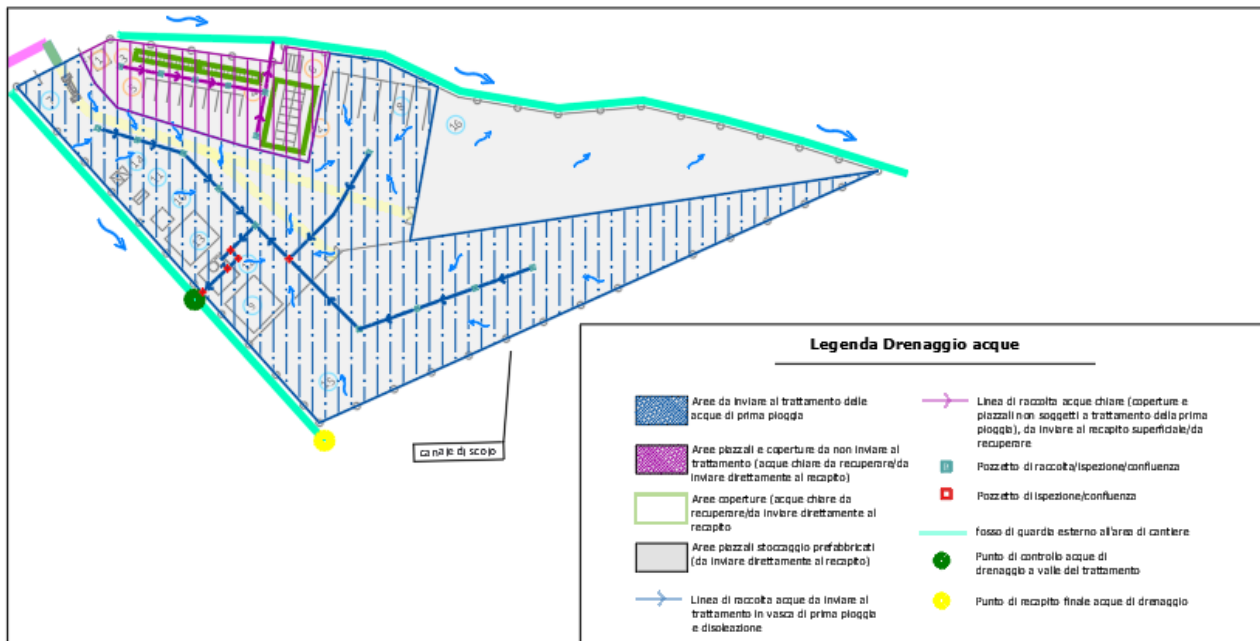 16
8
15
9
13
canale di scolo
Legenda Drenaggio acque
Aree da inviare al trattamento delle
acque di prima pioggia
Aree piazzali e coperture da non inviare al
trattamento (acque chiare da recuperare/da
inviare direttamente al recapito)
Aree coperture (acque chiare da
recuperare/da inviare direttamente al
recapito
Aree piazzali stoccaggio prefabbricati
(da inviare direttamente al recapito)
Linea di raccolta acque da inviare al
trattamento in vasca di prima pioggia
e disoleazione
Linea di raccolta acque chiare (coperture e
piazzali non soggetti a trattamento della prima
pioggia), da inviare al recapito superficiale/da
recuperare
Pozzetto di raccolta/ispezione/confluenza
Pozzetto di ispezione/confluenza
fosso di guardia esterno all'area di cantiere
Punto di controllo acque di
drenaggio a valle del trattamento
Punto di recapito finale acque di drenaggio